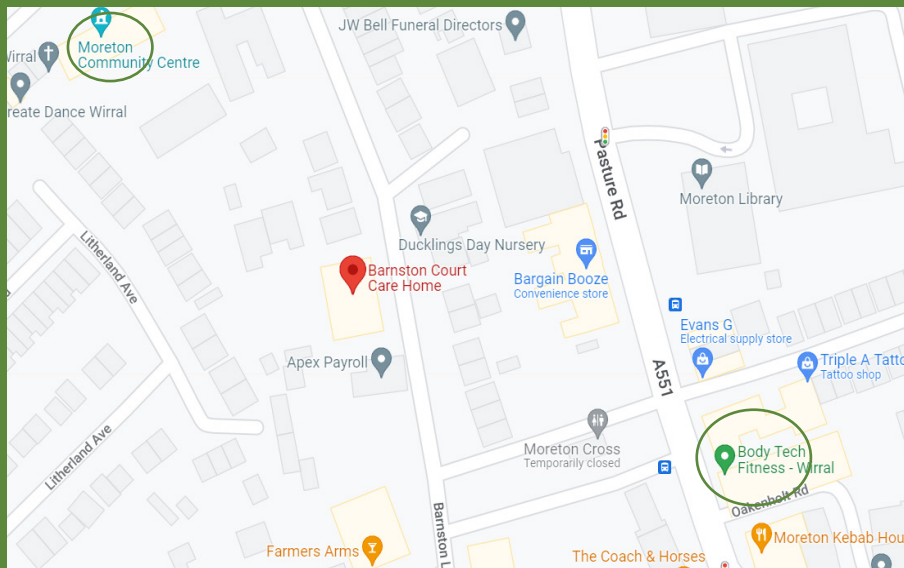 JW Bell Funeral Directors
Moreton
Community Centre
Wirral
reate Dance Wirral
Pasture Rd
Moreton Library
Litherland Ave
Ducklings Day Nursery
Barnston Court
Care Home
Bargain Booze
Convenience store
Evans G
Electrical supply store
Apex Payroll
A551
Triple A Tatto
Tattoo shop
Moreton Cross
Temporarily closed
Body Tech
Fitness - Wirral
Litherland Ave
Oakenholt Rd
Barnston L
Farmers Arms
The Coach & Horses
Moreton Kebab Hou